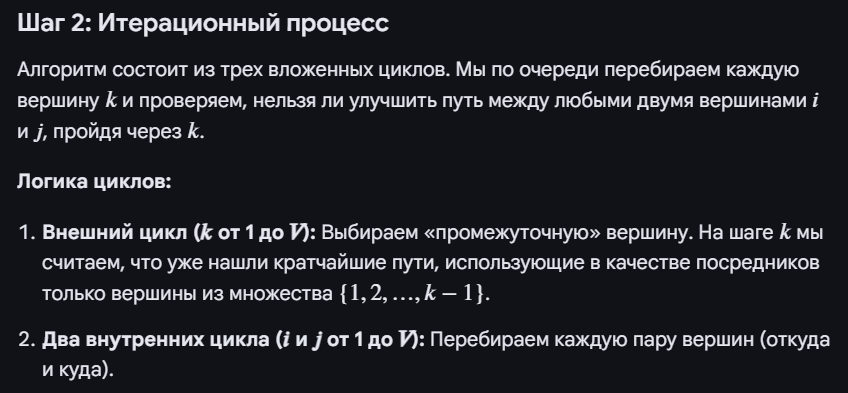 Шаг 2: Итерационный процесс
Алгоритм состоит из трех вложенных циклов. Мы по очереди перебираем каждую
вершину k и проверяем, нельзя ли улучшить путь между любыми двумя вершинами i
и j, пройдя через k.
Логика циклов:
1. Внешний цикл (k от 1 до V): Выбираем «промежуточную» вершину. На шаге k мы
считаем, что уже нашли кратчайшие пути, использующие в качестве посредников
только вершины из множества {1, 2, …, k − 1}.
2. Два внутренних цикла (i и j от 1 до V): Перебираем каждую пару вершин (откуда
и куда).